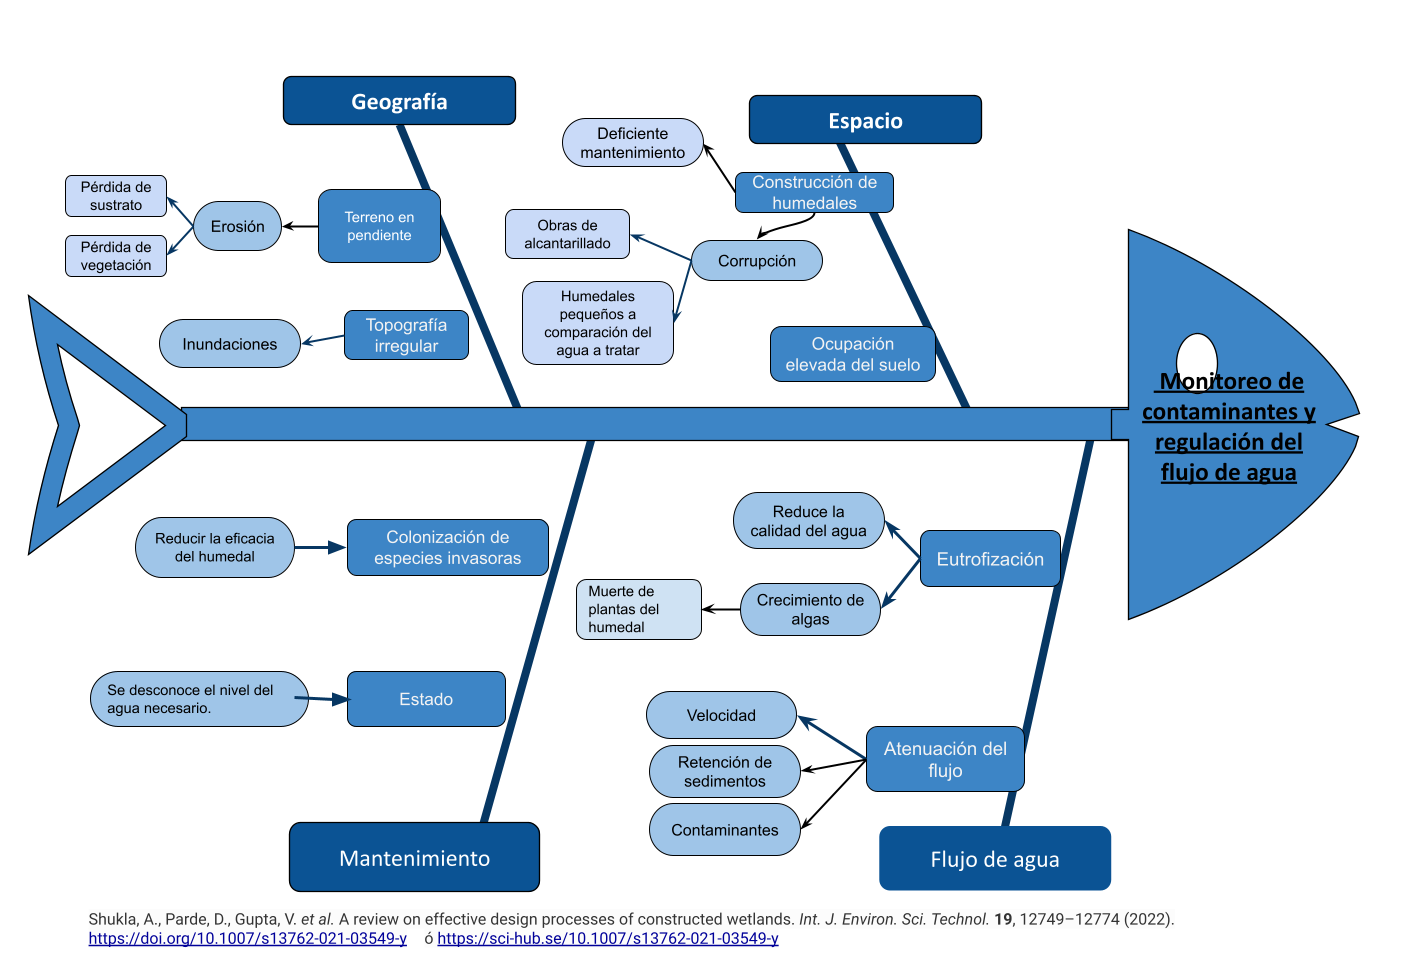 Geografía
Espacio
Deficiente
mantenimiento
Construcción de
humedales
Pérdida de
sustrato
Erosión
Terreno en
pendiente
Pérdida de
vegetación
Obras de
alcantarillado
Corrupción
Humedales
pequeños a
comparación del
agua a tratar
Inundaciones
Topografía
irregular
Ocupación
elevada del suelo
Monitoreo de
contaminantes y
regulación del
flujo de agua
Reducir la eficacia
del humedal
Colonización de
especies invasoras
Reduce la
calidad del agua
Eutrofización
Muerte de
plantas del
humedal
Crecimiento de
algas
Se desconoce el nivel del
agua necesario.
Estado
Velocidad
Retención de
sedimentos
Contaminantes
Atenuación del
flujo
Mantenimiento
Flujo de agua
Shukla, A., Parde, D., Gupta, V. et al. A review on effective design processes of constructed wetlands. Int. J. Environ. Sci. Technol. 19, 12749–12774 (2022).
https://doi.org/10.1007/s13762-021-03549-y ó https://sci-hub.se/10.1007/s13762-021-03549-y